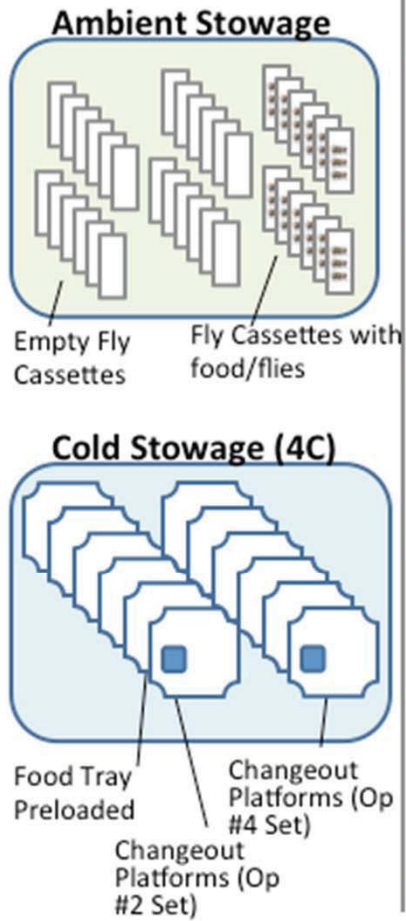 Ambient Stowage
Empty Fly
Cassettes
Fly Cassettes with
food/flies
Cold Stowage (4C)
Food Tray
Preloaded
Changeout
Platforms (Op
#2 Set)
Changeout
Platforms (Op
#4 Set)